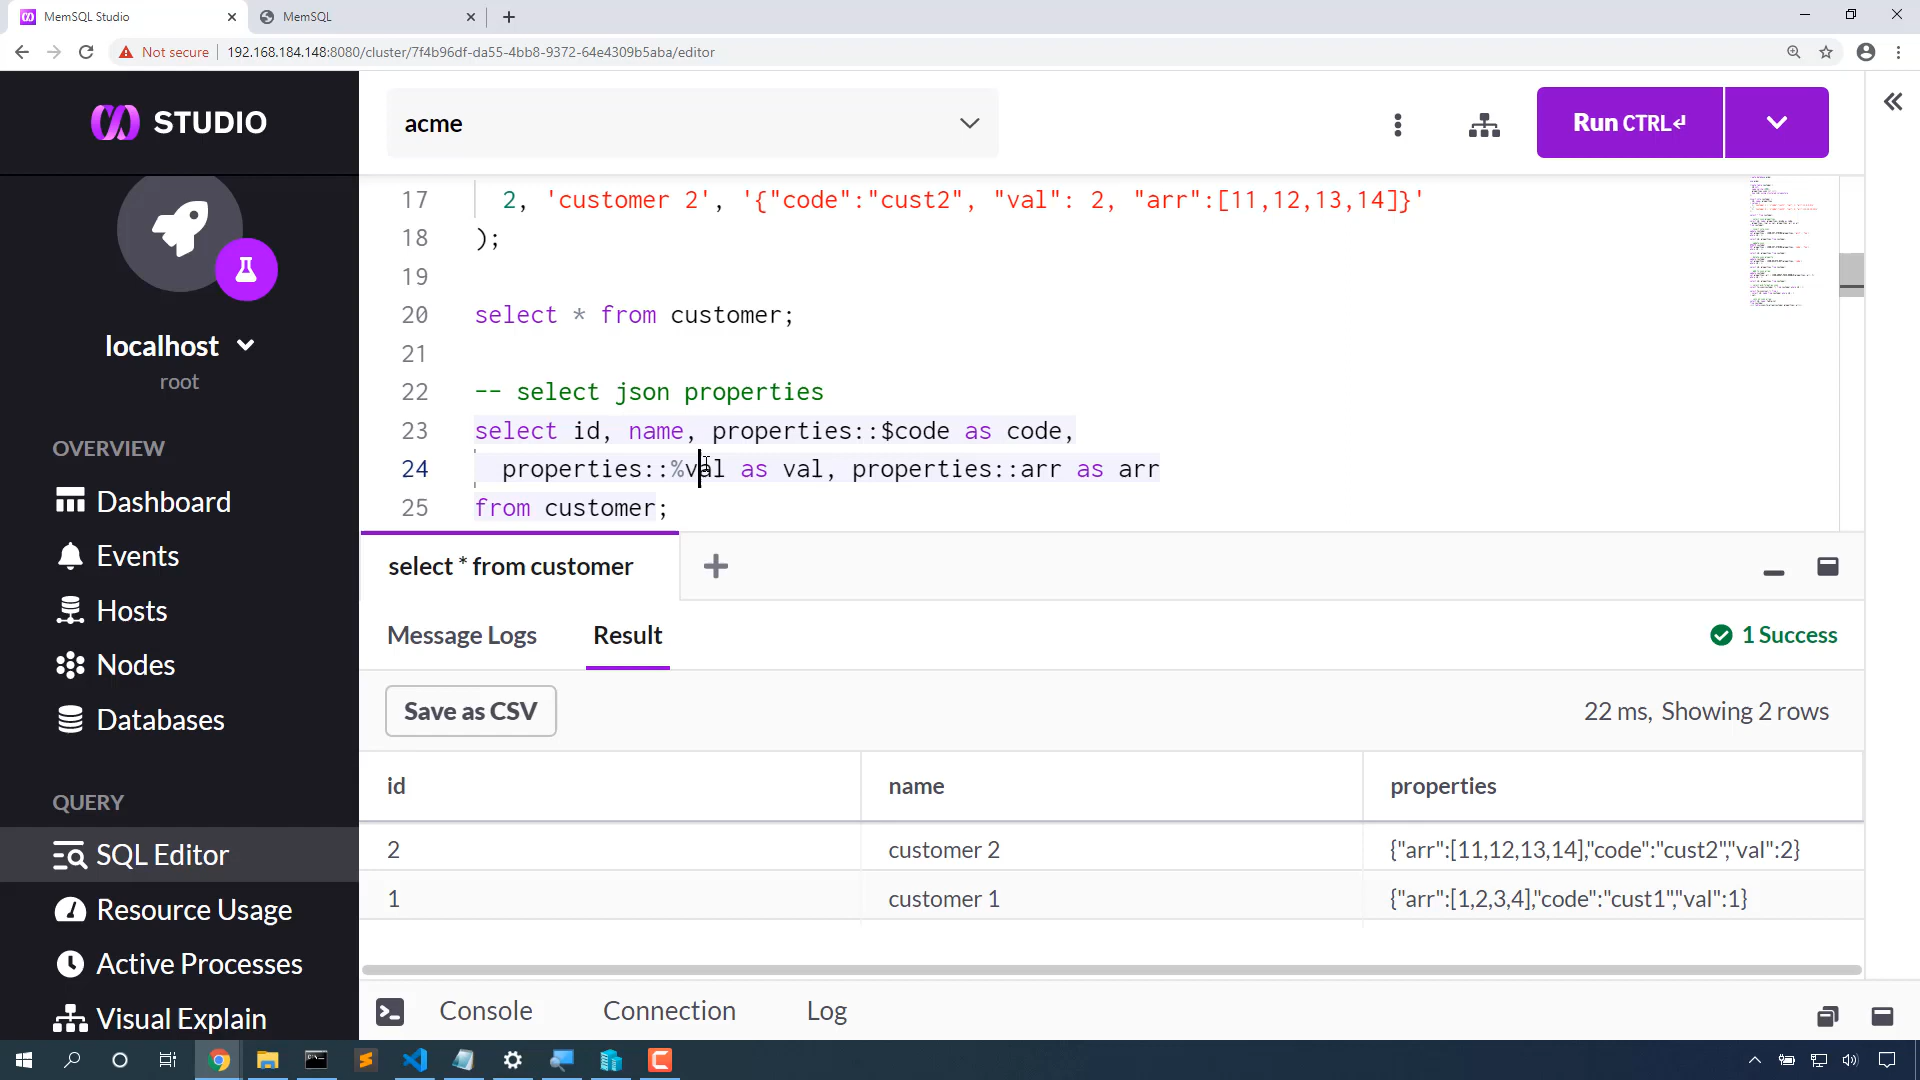 MemSQL Studio
MemSQL
Not secure
192.168.184.148:8080/cluster/7f4b96df-da55-4bb8-9372-64e4309b5aba/editor
STUDIO
localhost
root
OVERVIEW
Dashboard
Events
Hosts
Nodes
Databases
QUERY
SQL Editor
Resource Usage
Active Processes
Visual Explain
acme
Run CTRL⏎
17 2, 'customer 2', '{"code":"cust2", "val": 2, "arr":[11,12,13,14]}'
18 );
19
20 select * from customer;
21
22 -- select json properties
23 select id, name, properties::$code as code,
24 properties::%val as val, properties::arr as arr
25 from customer;
select * from customer
Message Logs Result
1 Success
Save as CSV
22 ms, Showing 2 rows
id name properties
2 customer 2 {"arr":[11,12,13,14],"code":"cust2""val":2}
1 customer 1 {"arr":[1,2,3,4],"code":"cust1""val":1}
Console Connection Log